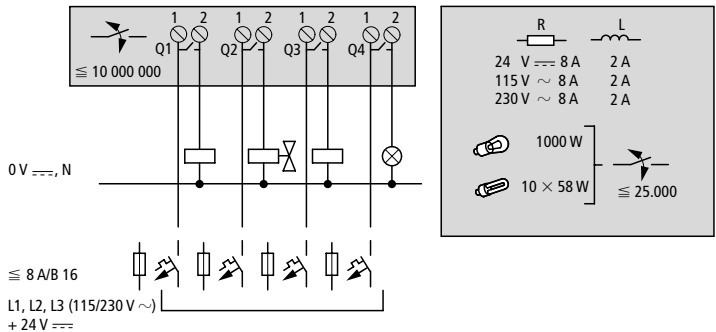 1 2 1 2 1 2 1 2
Q1 Q2 Q3 Q4
≦ 10 000 000
0 V ⎓, N
≦ 8 A/B 16
L1, L2, L3 (115/230 V ∼)
+ 24 V ⎓
R L
24 V ⎓ 8 A 2 A
115 V ∼ 8 A 2 A
230 V ∼ 8 A 2 A
1000 W
10 × 58 W
≦ 25.000